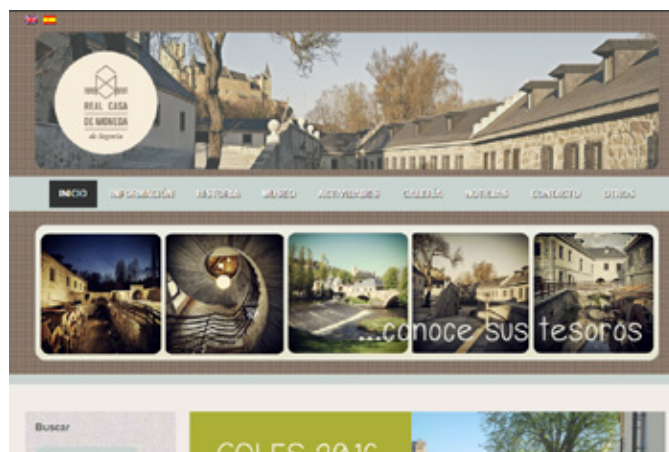 REAL CASA
DE MONEDA
de Segovia
INICIO INFORMACIÓN HISTORIA MUSEO ACTIVIDADES GALERÍA NOTICIAS CONTACTO OTROS
...conoce sus tesoros
Buscar
COLES 2016